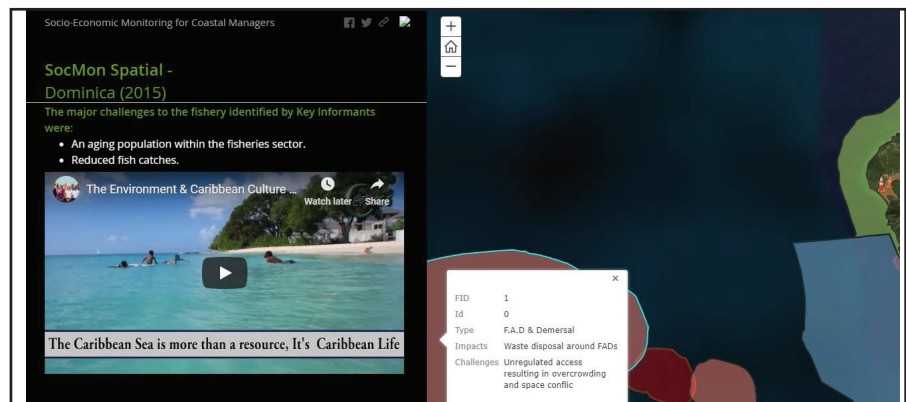 Socio-Economic Monitoring for Coastal Managers
SocMon Spatial -
Dominica (2015)
The major challenges to the fishery identified by Key Informants
were:
• An aging population within the fisheries sector.
• Reduced fish catches.
The Environment & Caribbean Culture ...
Watch later
Share
The Caribbean Sea is more than a resource, It's Caribbean Life
+
−
×
FID 1
Id 0
Type F.A.D & Demersal
Impacts Waste disposal around FADs
Challenges Unregulated access
resulting in overcrowding
and space conflic